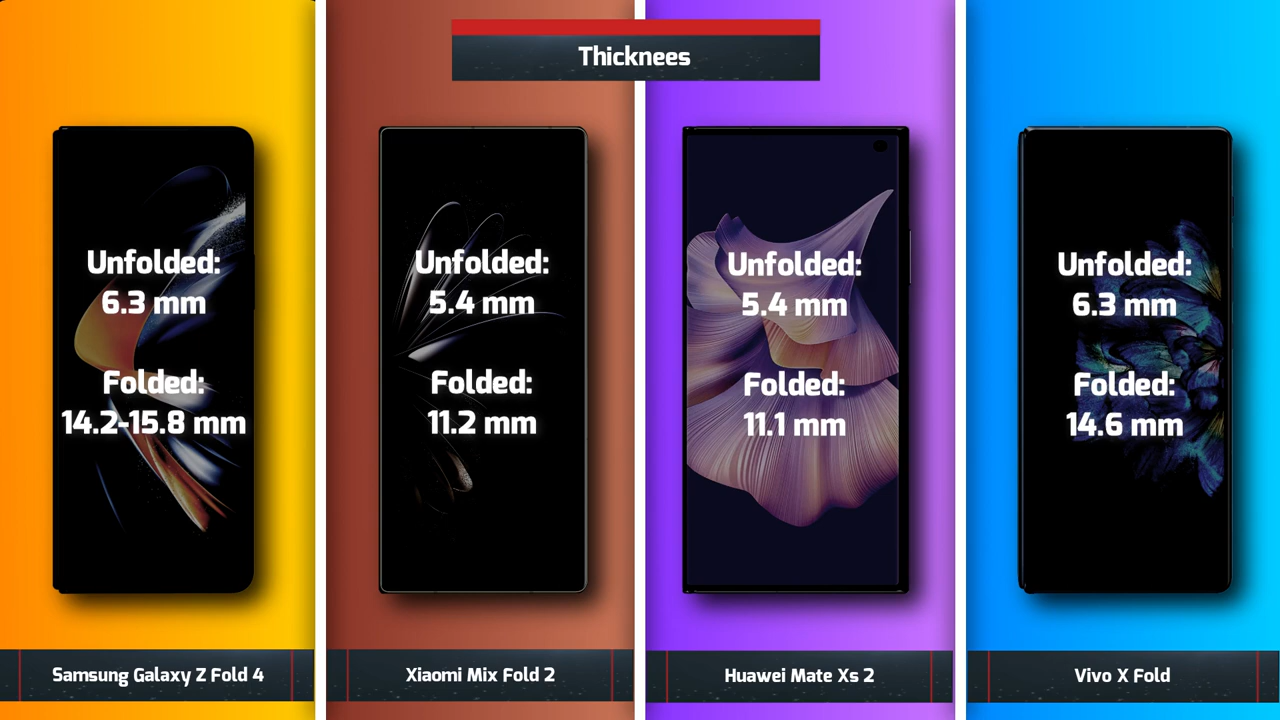 Thicknees
Unfolded:
6.3 mm
Folded:
14.2-15.8 mm
Samsung Galaxy Z Fold 4
Unfolded:
5.4 mm
Folded:
11.2 mm
Xiaomi Mix Fold 2
Unfolded:
5.4 mm
Folded:
11.1 mm
Huawei Mate Xs 2
Unfolded:
6.3 mm
Folded:
14.6 mm
Vivo X Fold